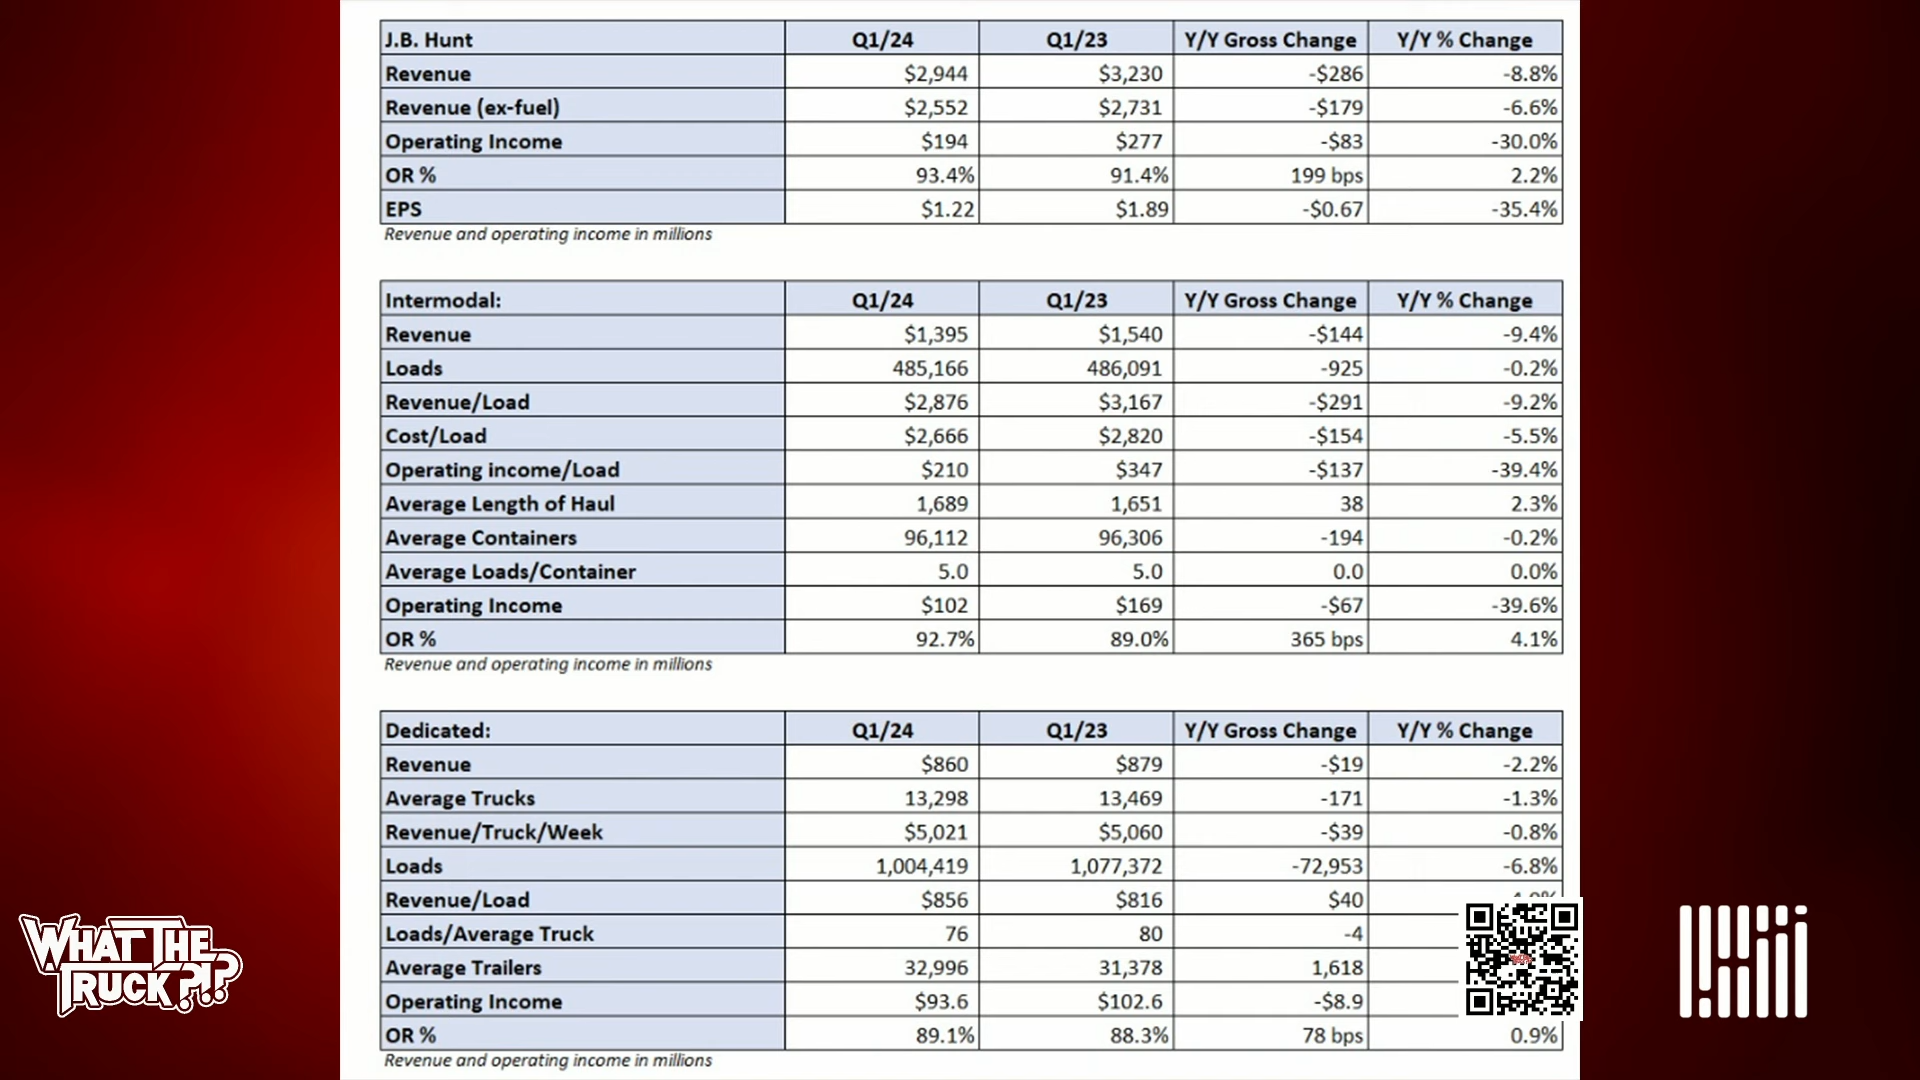 J.B. Hunt Q1/24 Q1/23 Y/Y Gross Change Y/Y % Change
Revenue $2,944 $3,230 -$286 -8.8%
Revenue (ex-fuel) $2,552 $2,731 -$179 -6.6%
Operating Income $194 $277 -$83 -30.0%
OR % 93.4% 91.4% 199 bps 2.2%
EPS $1.22 $1.89 -$0.67 -35.4%
Revenue and operating income in millions
Intermodal: Q1/24 Q1/23 Y/Y Gross Change Y/Y % Change
Revenue $1,395 $1,540 -$144 -9.4%
Loads 485,166 486,091 -925 -0.2%
Revenue/Load $2,876 $3,167 -$291 -9.2%
Cost/Load $2,666 $2,820 -$154 -5.5%
Operating income/Load $210 $347 -$137 -39.4%
Average Length of Haul 1,689 1,651 38 2.3%
Average Containers 96,112 96,306 -194 -0.2%
Average Loads/Container 5.0 5.0 0.0 0.0%
Operating Income $102 $169 -$67 -39.6%
OR % 92.7% 89.0% 365 bps 4.1%
Revenue and operating income in millions
Dedicated: Q1/24 Q1/23 Y/Y Gross Change Y/Y % Change
Revenue $860 $879 -$19 -2.2%
Average Trucks 13,298 13,469 -171 -1.3%
Revenue/Truck/Week $5,021 $5,060 -$39 -0.8%
Loads 1,004,419 1,077,372 -72,953 -6.8%
Revenue/Load $856 $816 $40
Loads/Average Truck 76 80 -4
Average Trailers 32,996 31,378 1,618
Operating Income $93.6 $102.6 -$8.9
OR % 89.1% 88.3% 78 bps 0.9%
Revenue and operating income in millions
WHAT THE
TRUCK?!?